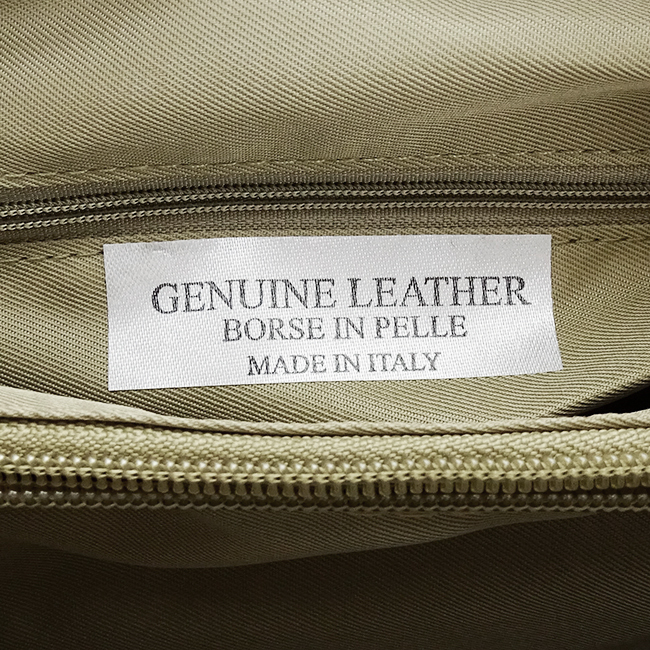 GENUINE LEATHER
BORSE IN PELLE
MADE IN ITALY